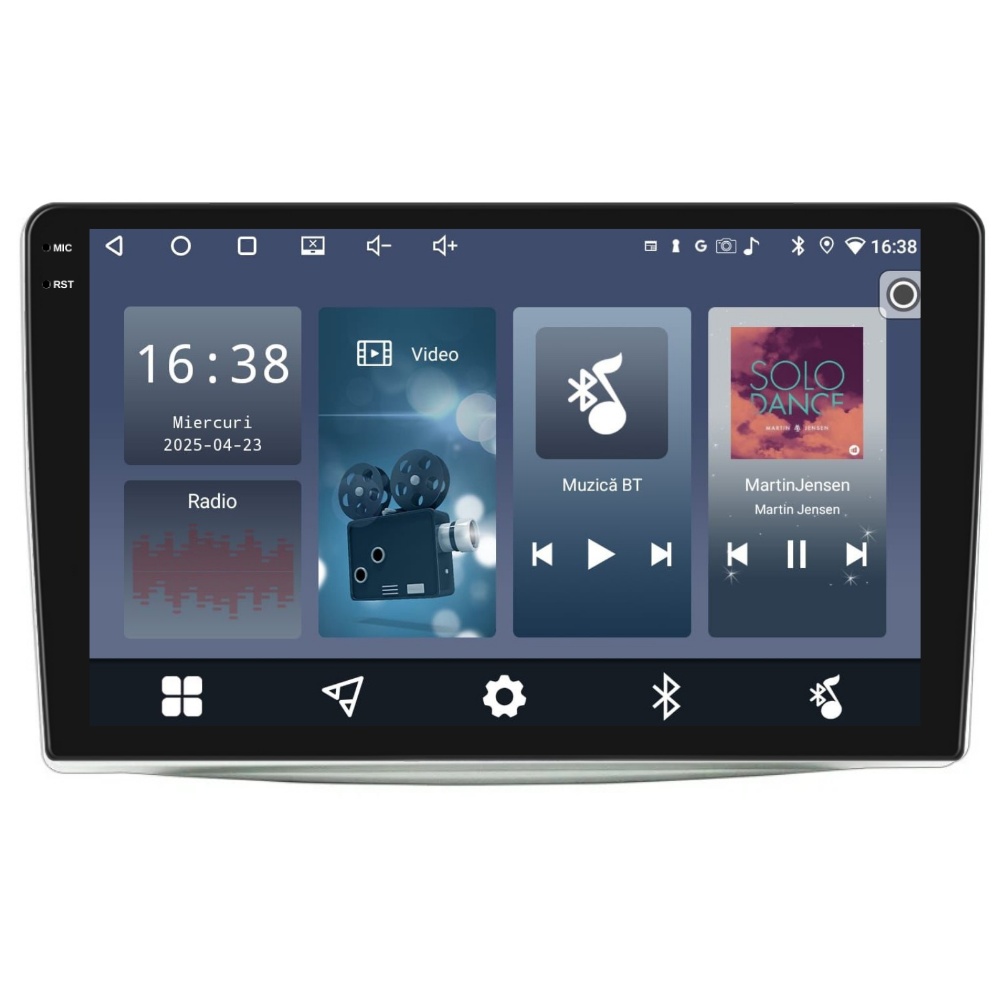 MIC
RST
16:38
16:38
Miercuri
2025-04-23
Radio
Video
Muzică BT
SOLO
DANCE
MARTIN JENSEN
MartinJensen
Martin Jensen